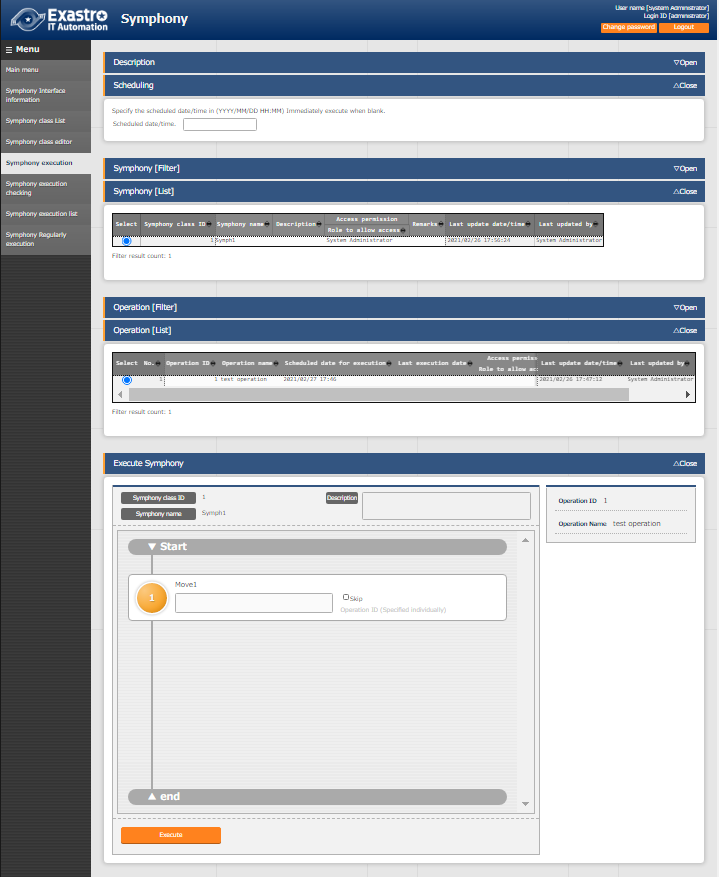 Exastro
IT Automation
Symphony
User name [System Administrator]
Login ID [administrator]
Change password
Logout
Menu
Main menu
Symphony Interface
information
Symphony class List
Symphony class editor
Symphony execution
Symphony execution
checking
Symphony execution list
Symphony Regularly
execution
Description
▽Open
Scheduling
△Close
Specify the scheduled date/time in (YYYY/MM/DD HH:MM) Immediately execute when blank.
Scheduled date/time.
Symphony [Filter]
▽Open
Symphony [List]
△Close
Select Symphony class ID Symphony name Description Access permission Remarks Last update date/time Last updated by
Role to allow access
1 Symph1 System Administrator 2021/02/26 17:56:24 System Administrator
Filter result count: 1
Operation [Filter]
▽Open
Operation [List]
△Close
Select No. Operation ID Operation name Scheduled date for execution Last execution date Access permiss Last update date/time Last updated by
Role to allow acc
1 1 test operation 2021/02/27 17:46 2021/02/26 17:47:12 System Administrator
Filter result count: 1
Execute Symphony
△Close
Symphony class ID 1 Description
Symphony name Symph1
Operation ID 1
Operation Name test operation
▼ Start
1
Move1
Skip
Operation ID (Specified individually)
▲ end
Execute